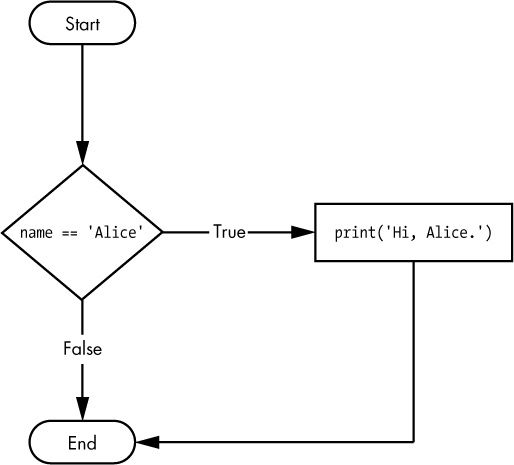 Start
name == 'Alice'
True
print('Hi, Alice.')
False
End